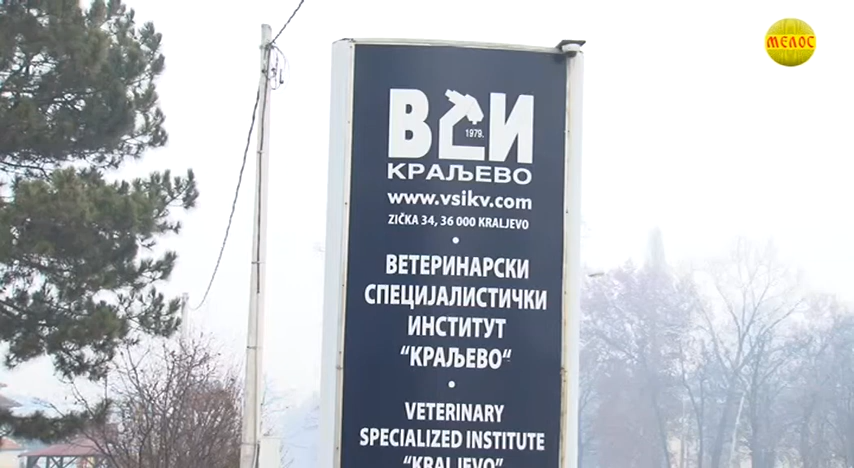 МЕЛОС
ВСИ
1979.
КРАЉЕВО
www.vsikv.com
ZIČKA 34, 36 000 KRALJEVO
•
ВЕТЕРИНАРСКИ
СПЕЦИЈАЛИСТИЧКИ
ИНСТИТУТ
“КРАЉЕВО“
•
VETERINARY
SPECIALIZED INSTITUTE
“KRALJEVO”